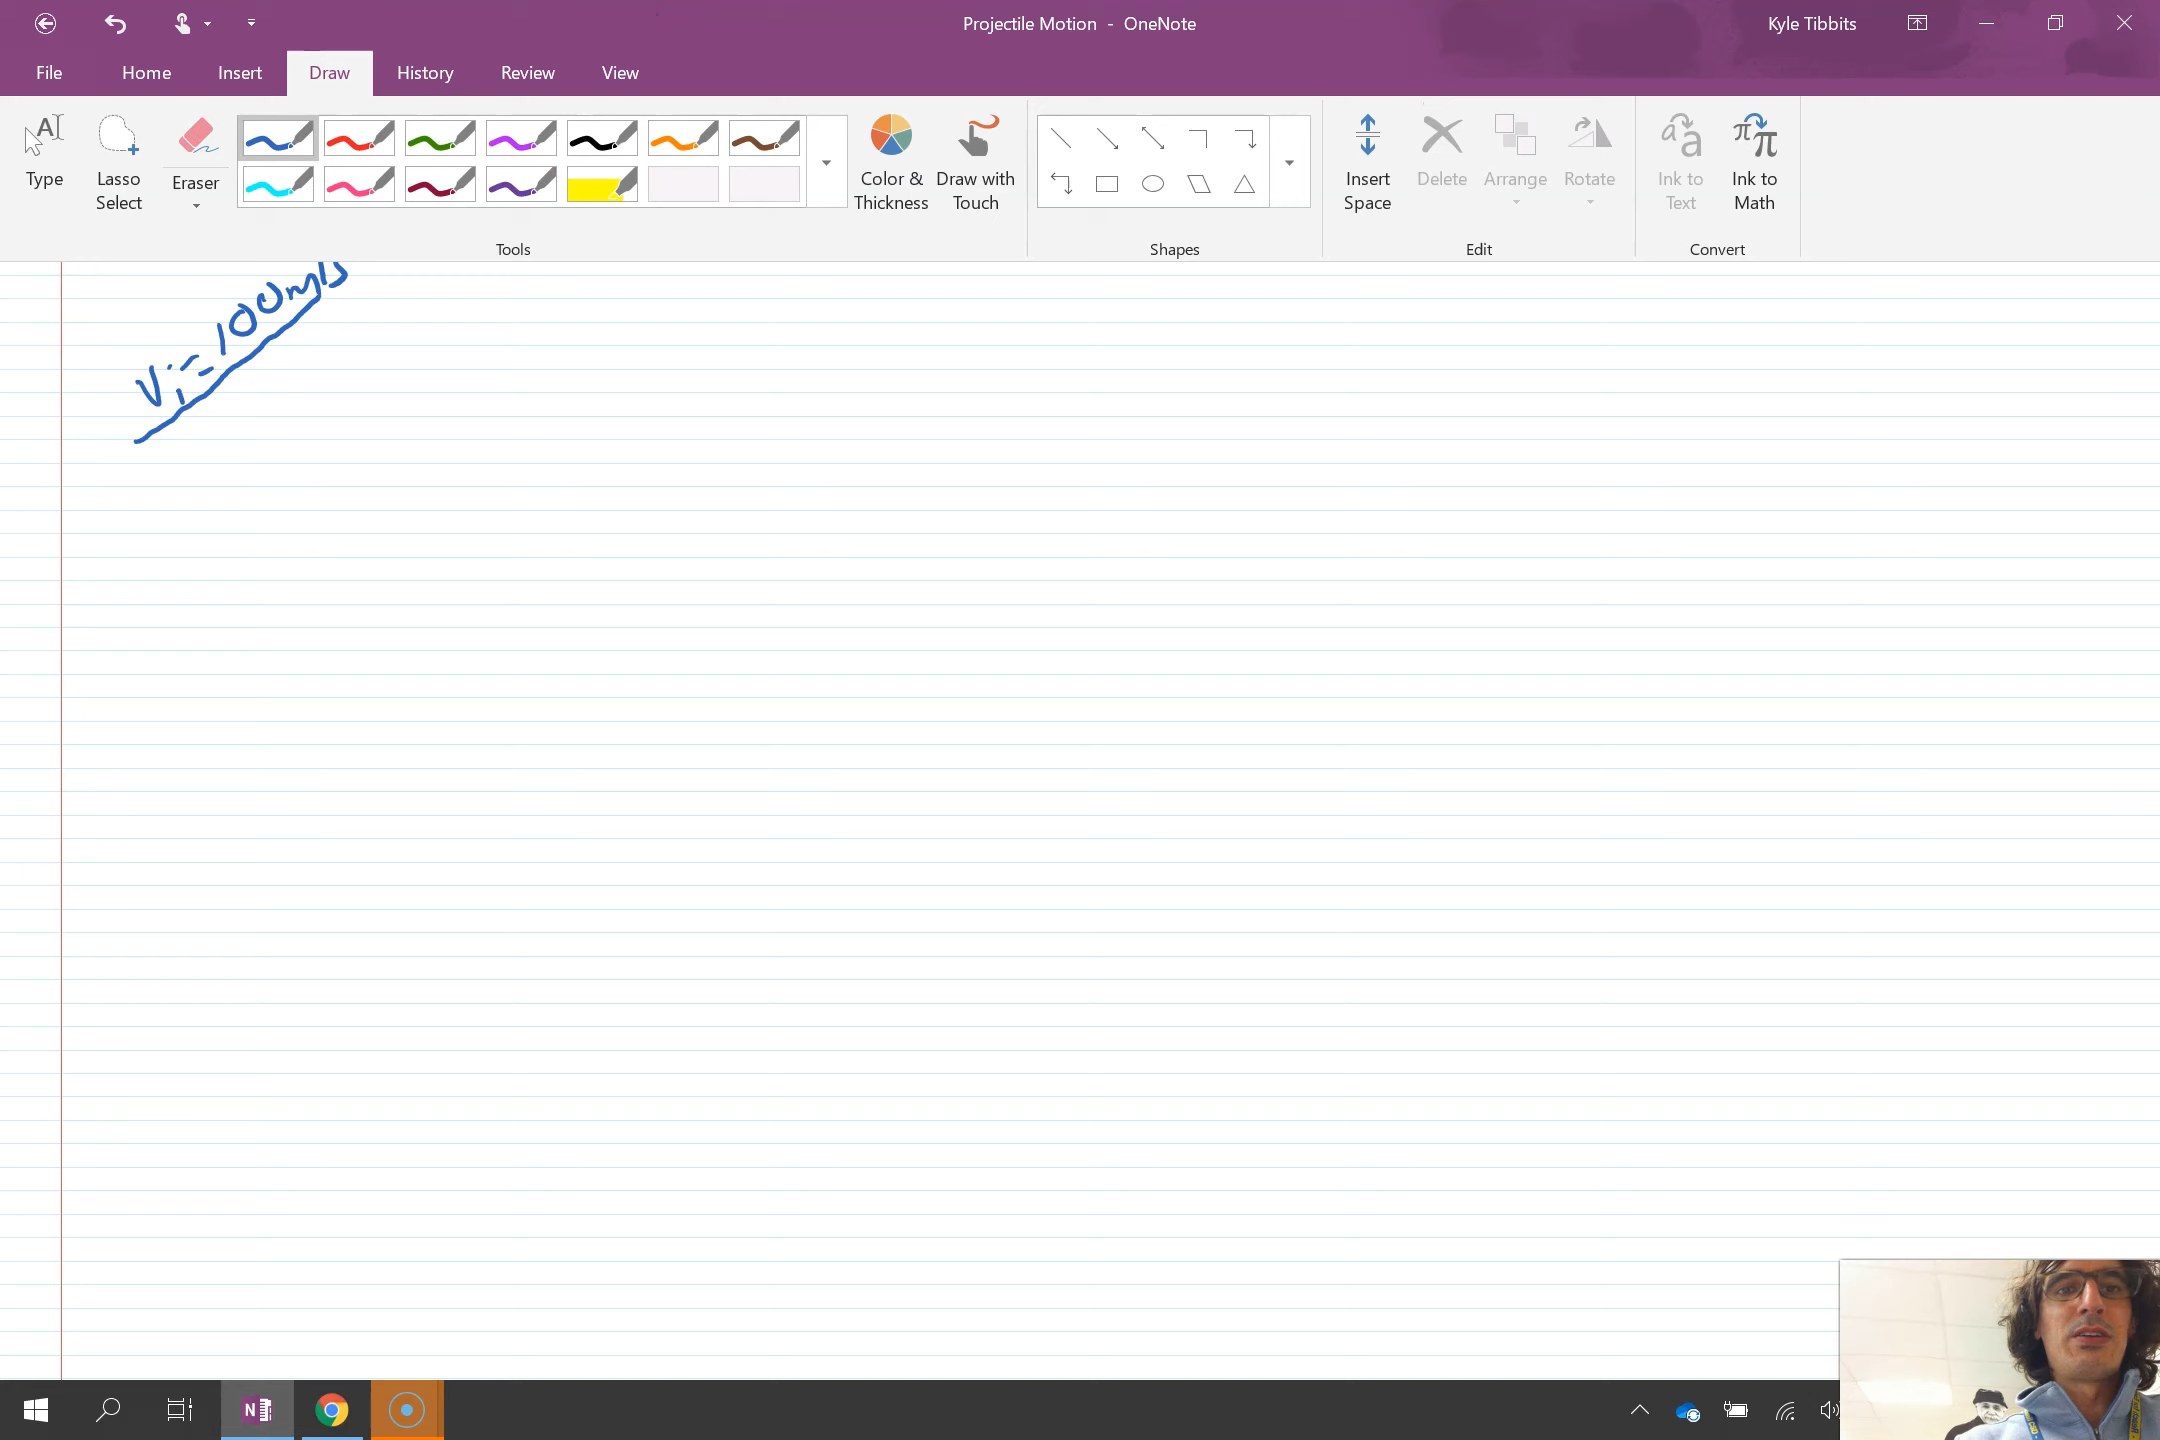 Projectile Motion - OneNote
Kyle Tibbits
File
Home
Insert
Draw
History
Review
View
Type
Lasso Select
Eraser
Color & Thickness
Draw with Touch
Insert Space
Delete
Arrange
Rotate
Ink to Text
Ink to Math
Tools
Shapes
Edit
Convert
Vi = 100 m/s